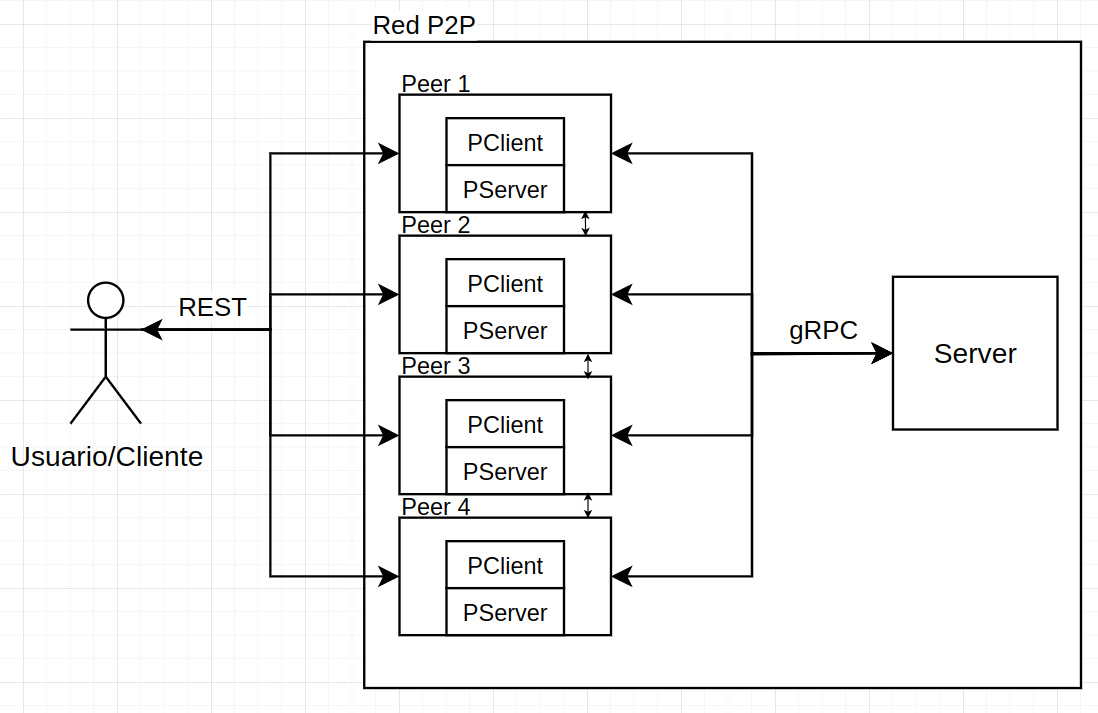 Red P2P
Peer 1
PClient
PServer
Peer 2
PClient
PServer
Peer 3
PClient
PServer
Peer 4
PClient
PServer
REST
Usuario/Cliente
gRPC
Server